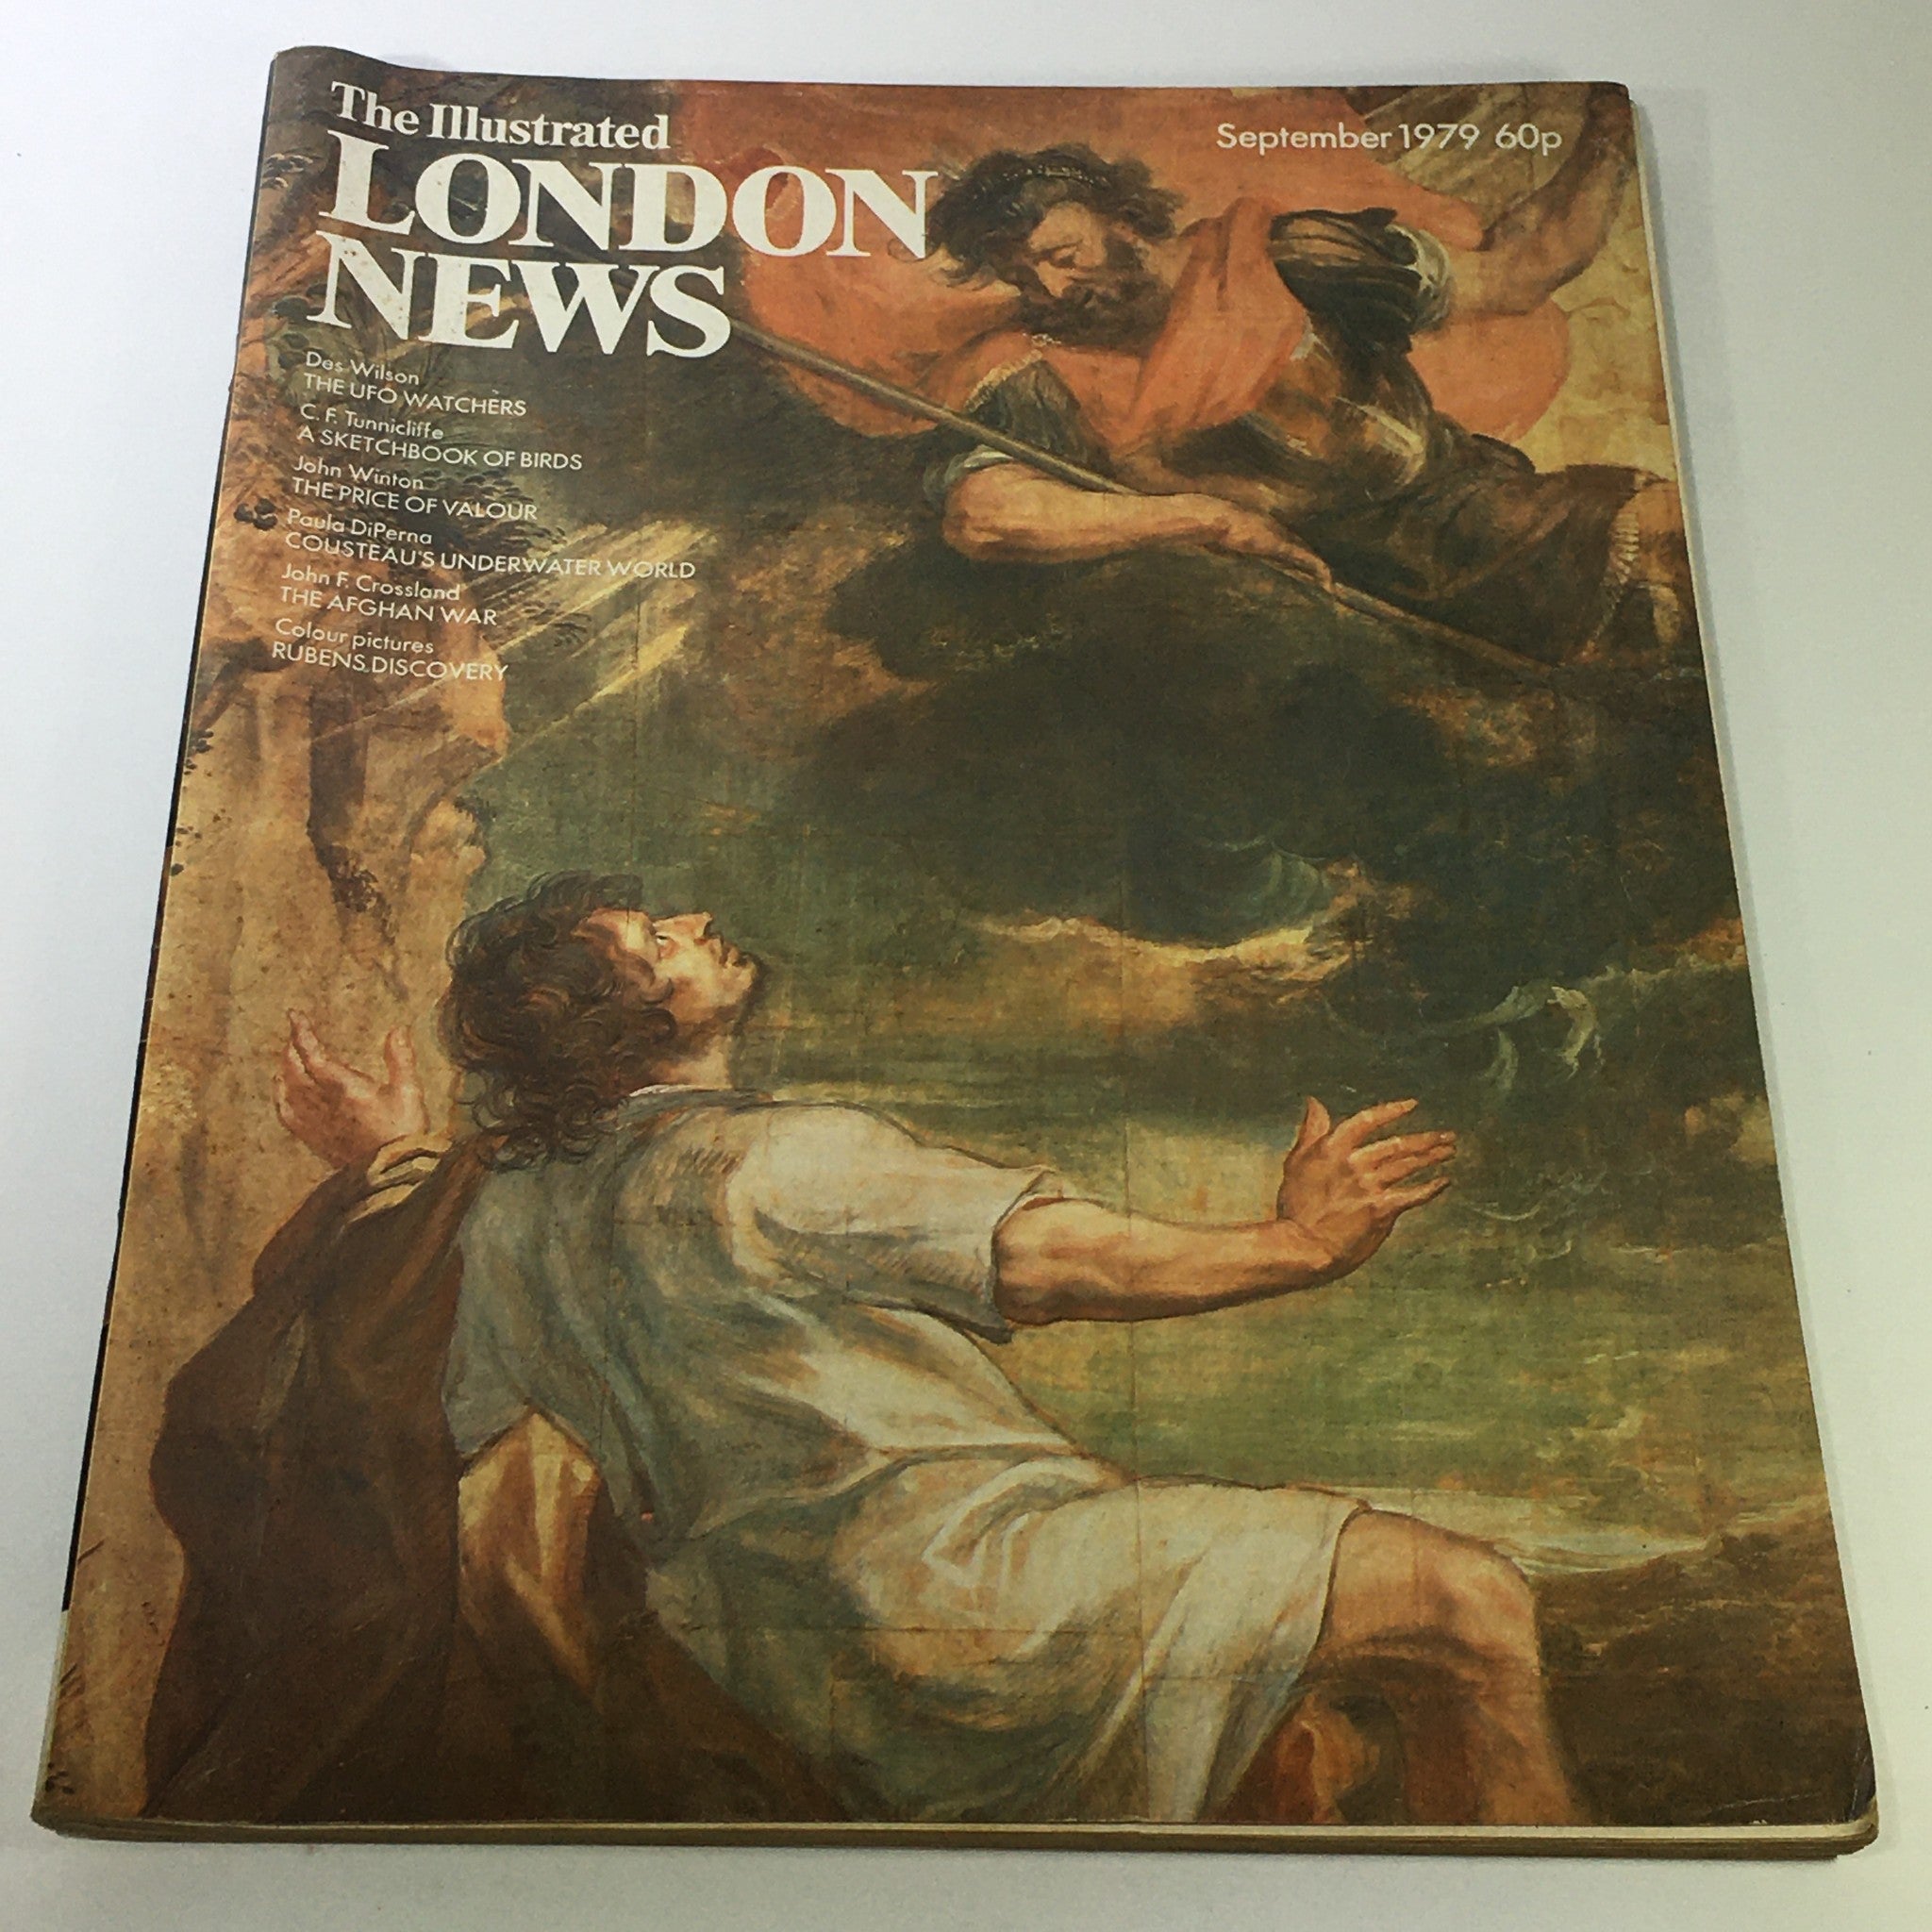 The Illustrated
LONDON
NEWS
September 1979 60p
Des Wilson
THE UFO WATCHERS
C. F. Tunnicliffe
A SKETCHBOOK OF BIRDS
John Winton
THE PRICE OF VALOUR
Paula DiPerna
COUSTEAU'S UNDERWATER WORLD
John F. Crossland
THE AFGHAN WAR
Colour pictures
RUBENS DISCOVERY